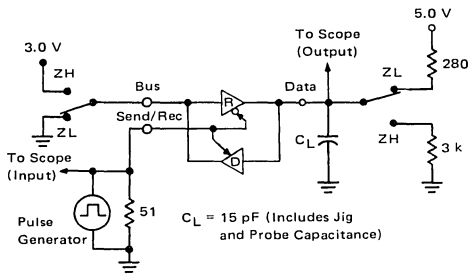 To Scope
(Output)
5.0 V
3.0 V
ZH
ZL
Bus
Send/Rec
R
D
Data
ZL
280
ZH
3 k
C_L
To Scope
(Input)
Pulse
Generator
51
C_L = 15 pF (Includes Jig
and Probe Capacitance)